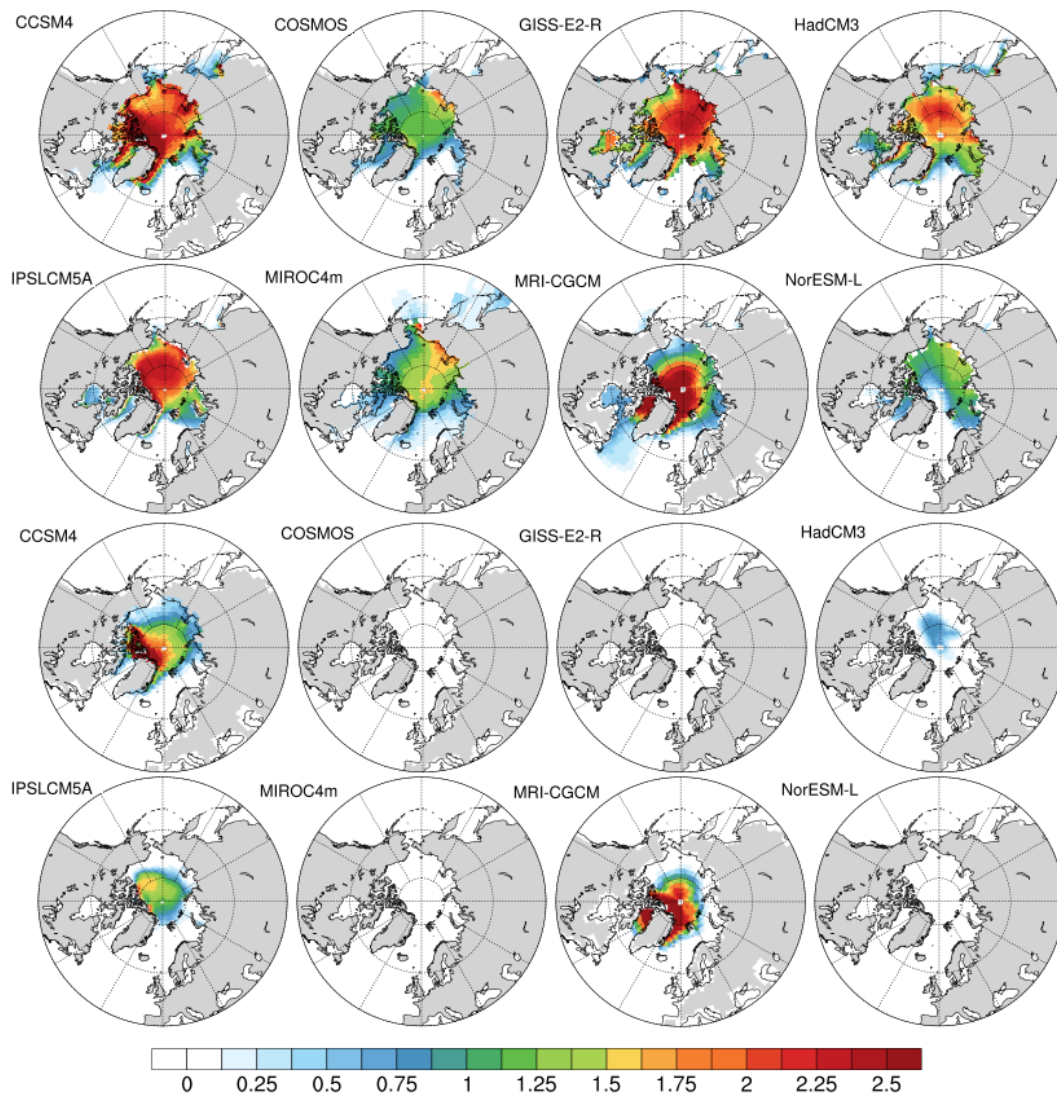 CCSM4 COSMOS GISS-E2-R HadCM3
IPSLCM5A MIROC4m MRI-CGCM NorESM-L
CCSM4 COSMOS GISS-E2-R HadCM3
IPSLCM5A MIROC4m MRI-CGCM NorESM-L
0 0.25 0.5 0.75 1 1.25 1.5 1.75 2 2.25 2.5